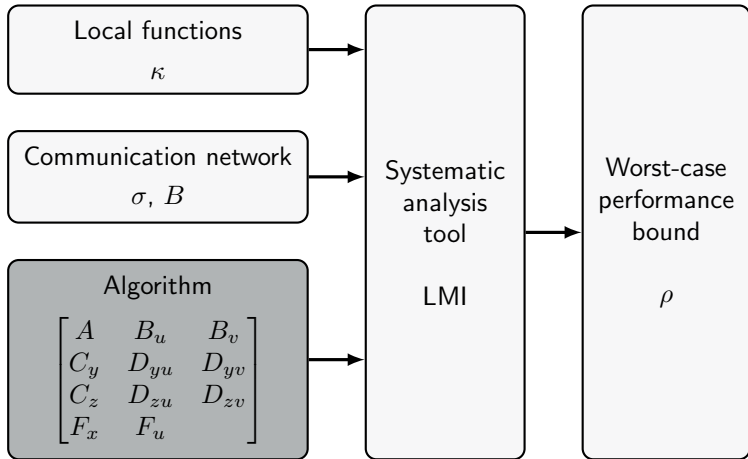 Local functions
κ
Communication network
σ, B
Algorithm
A B_u B_v
C_y D_yu D_yv
C_z D_zu D_zv
F_x F_u
Systematic
analysis
tool
LMI
Worst-case
performance
bound
ρ